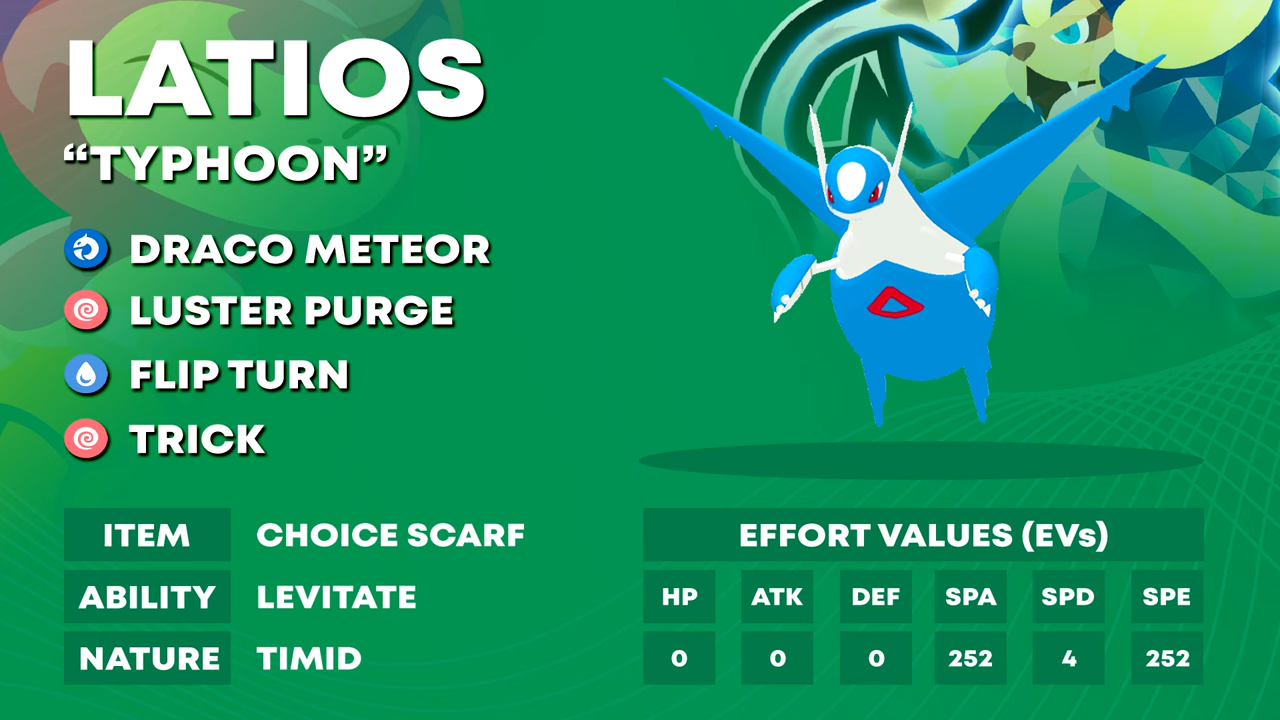 LATIOS
“TYPHOON”
DRACO METEOR
LUSTER PURGE
FLIP TURN
TRICK
ITEM CHOICE SCARF
ABILITY LEVITATE
NATURE TIMID
EFFORT VALUES (EVs)
HP ATK DEF SPA SPD SPE
0 0 0 252 4 252